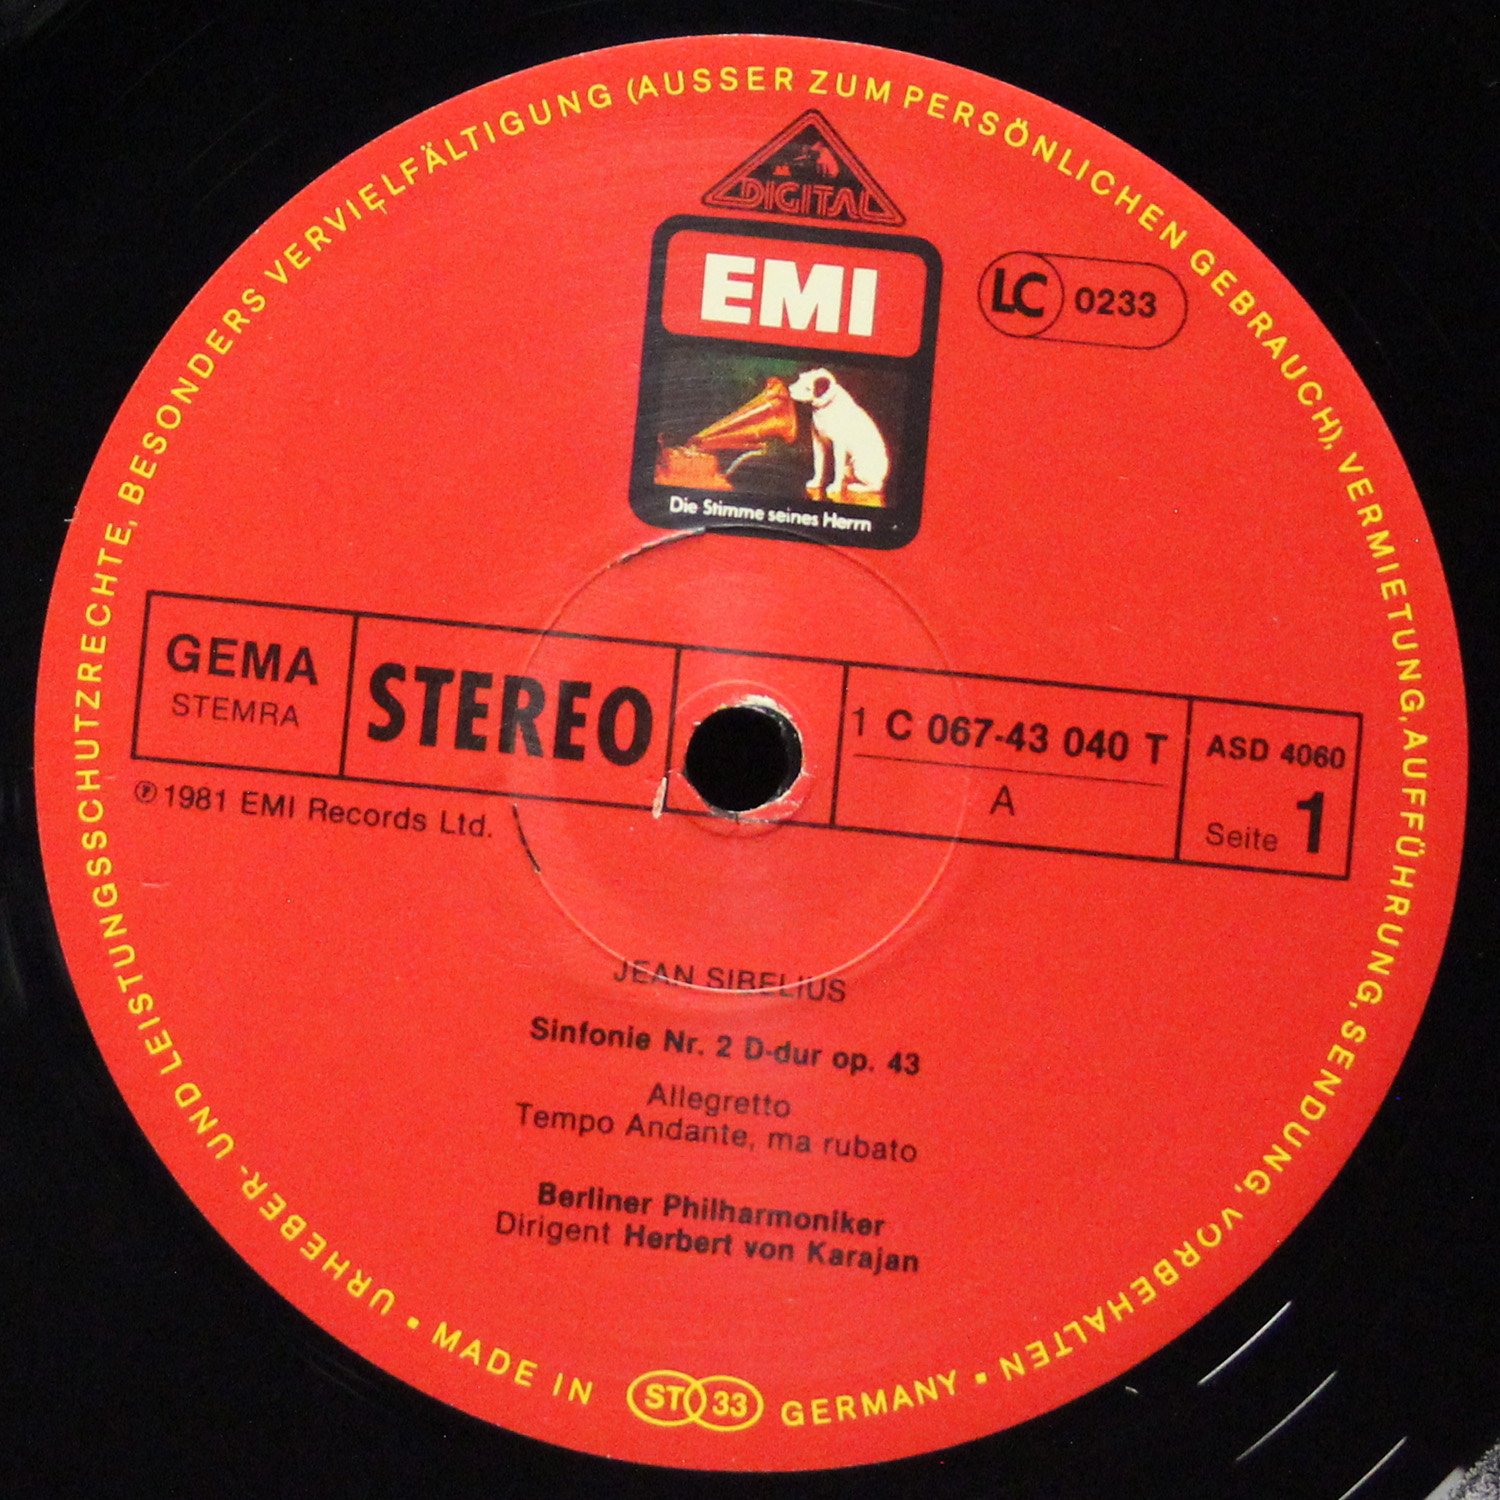 URHEBER- UND LEISTUNGSSCHUTZRECHTE, BESONDERS VERVIELFÄLTIGUNG (AUSSER ZUM PERSÖNLICHEN GEBRAUCH), VERMIETUNG, AUFFÜHRUNG, SENDUNG, VORBEHALTEN
DIGITAL
EMI
LC 0233
Die Stimme seines Herrn
GEMA
STEMRA
STEREO
1 C 067-43 040 T
A
ASD 4060
Seite 1
℗ 1981 EMI Records Ltd.
JEAN SIBELIUS
Sinfonie Nr. 2 D-dur op. 43
Allegretto
Tempo Andante, ma rubato
Berliner Philharmoniker
Dirigent Herbert von Karajan
▪ MADE IN ST 33 GERMANY ▪